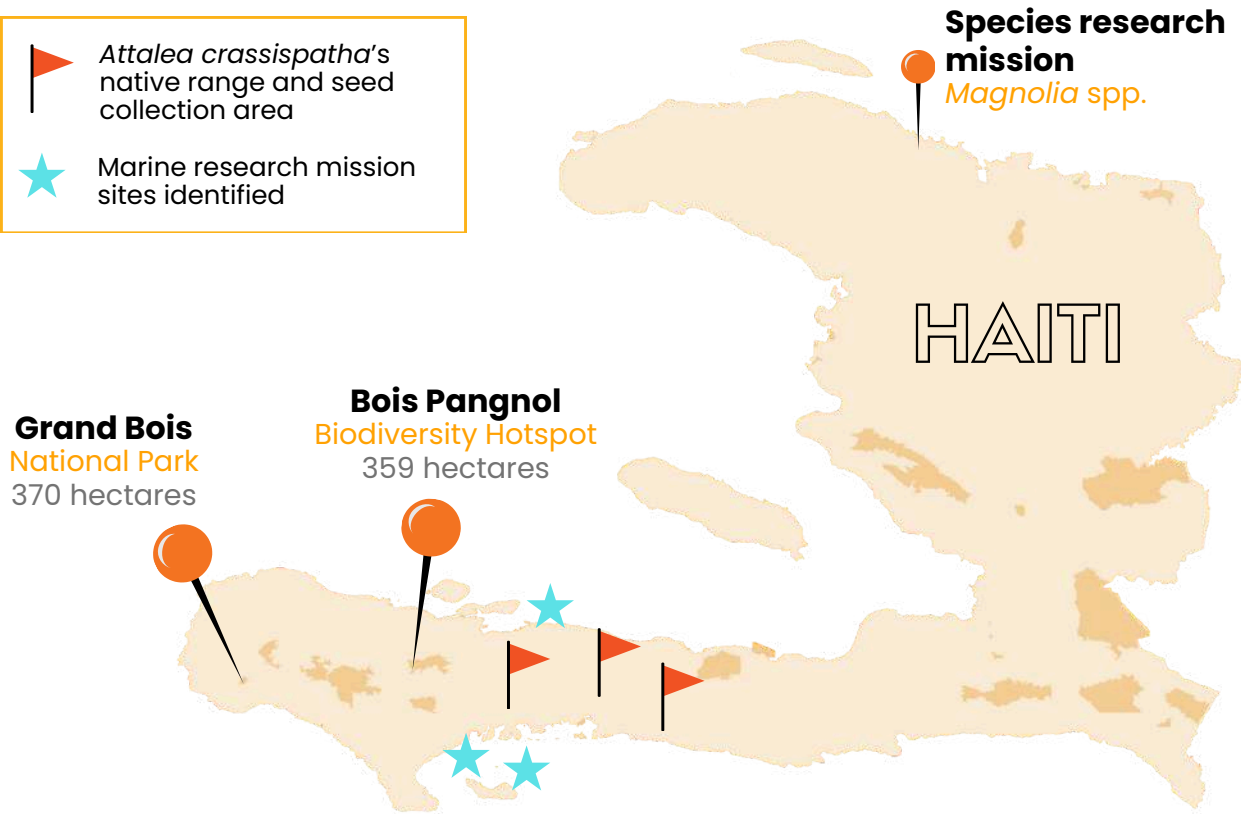 Attalea crassispatha's
native range and seed
collection area
Marine research mission
sites identified
Species research
mission
Magnolia spp.
HAITI
Grand Bois
National Park
370 hectares
Bois Pangnol
Biodiversity Hotspot
359 hectares